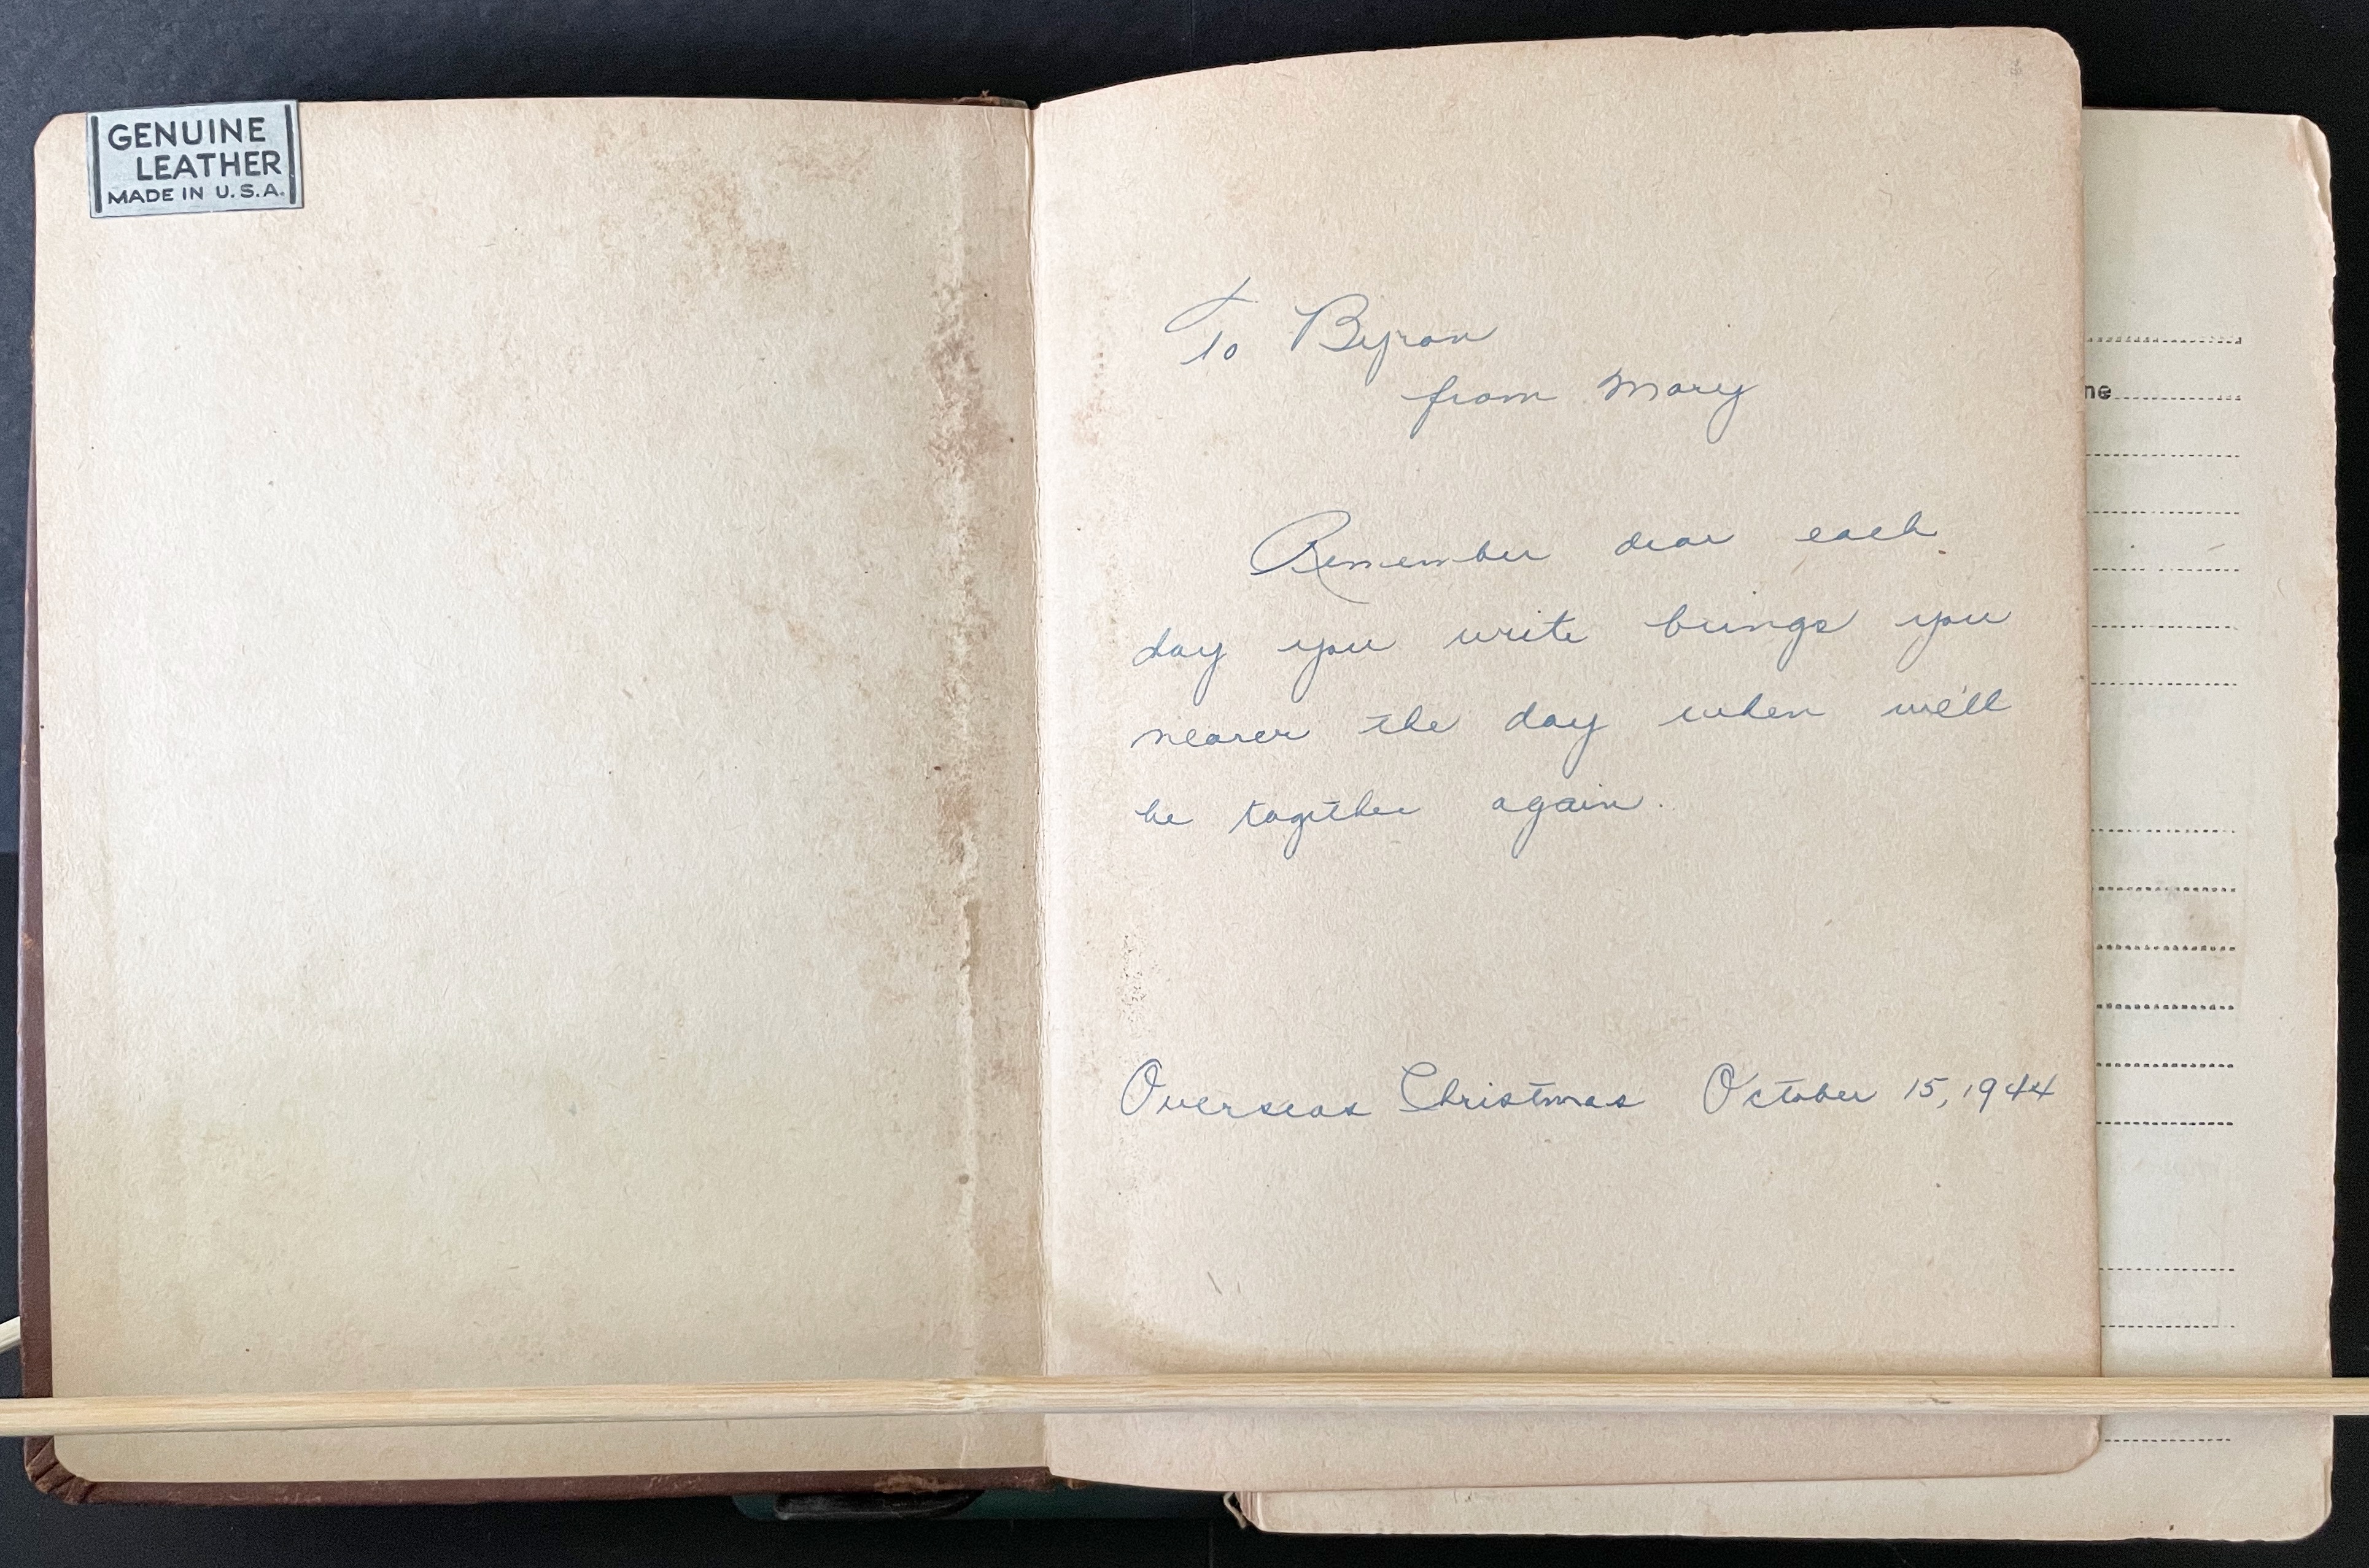 GENUINE
LEATHER
MADE IN U.S.A.
To Byron
from Mary
Remember dear each
day you write brings you
nearer the day when we'll
be together again.
Overseas Christmas October 15, 1944
ne